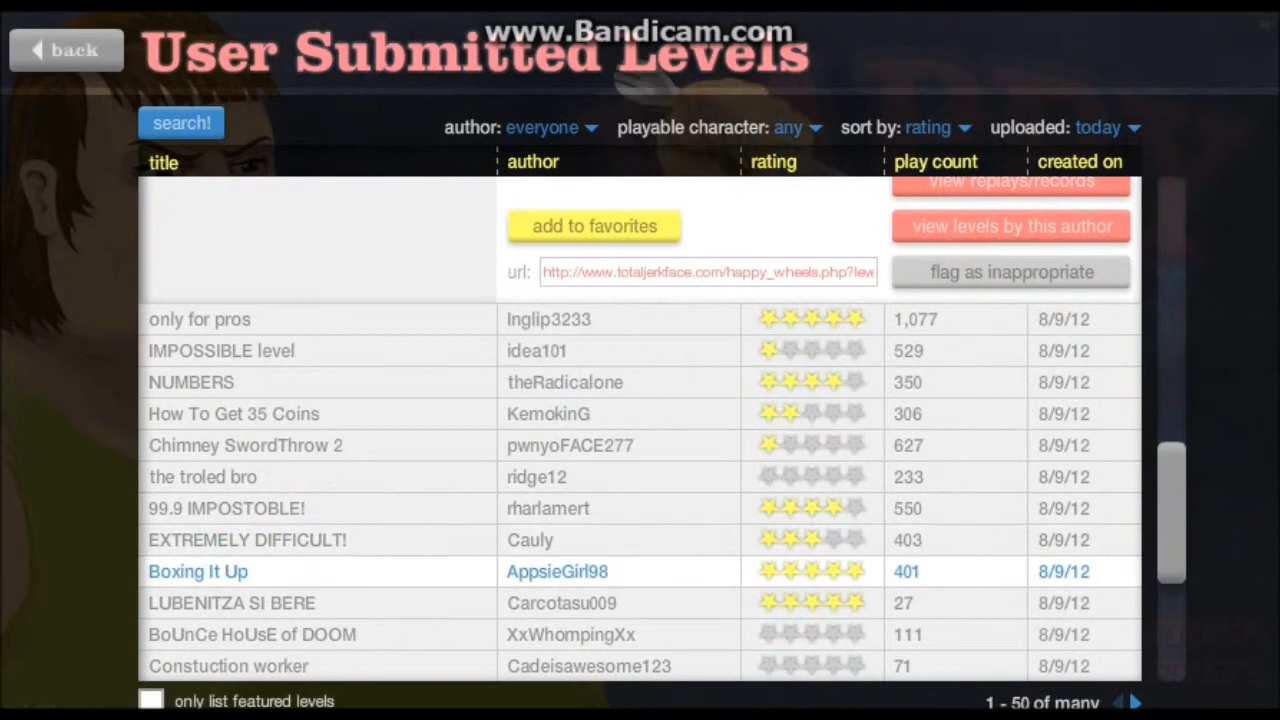 www.Bandicam.com
back
User Submitted Levels
search!
author: everyone playable character: any sort by: rating uploaded: today
title author rating play count created on
view replays/records
add to favorites view levels by this author
url: http://www.totaljerkface.com/happy_wheels.php?leve flag as inappropriate
only for pros Inglip3233 1,077 8/9/12
IMPOSSIBLE level idea101 529 8/9/12
NUMBERS theRadicalone 350 8/9/12
How To Get 35 Coins KemokinG 306 8/9/12
Chimney SwordThrow 2 pwnyoFACE277 627 8/9/12
the troled bro ridge12 233 8/9/12
99.9 IMPOSTOBLE! rharlamert 550 8/9/12
EXTREMELY DIFFICULT! Cauly 403 8/9/12
Boxing It Up AppsieGirl98 401 8/9/12
LUBENITZA SI BERE Carcotasu009 27 8/9/12
BoUnCe HoUsE of DOOM XxWhompingXx 111 8/9/12
Constuction worker Cadeisawesome123 71 8/9/12
only list featured levels 1 - 50 of many